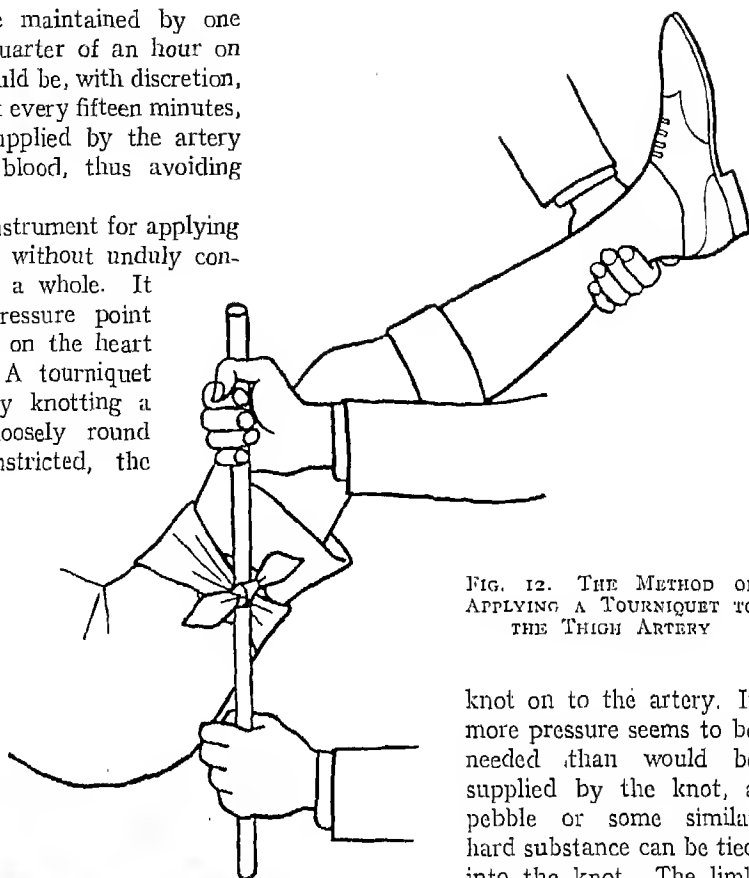 maintained by one
uarter of an hour on
uld be, with discretion,
every fifteen minutes,
upplied by the artery
blood, thus avoiding
nstrument for applying
without unduly con-
a whole. It
ressure point
on the heart
A tourniquet
y knotting a
oosely round
nstricted, the
FIG. 12. THE METHOD OF
APPLYING A TOURNIQUET TO
THE THIGH ARTERY
knot on to the artery. If
more pressure seems to be
needed than would be
supplied by the knot, a
pebble or some similar
hard substance can be tied
into the knot. The limb